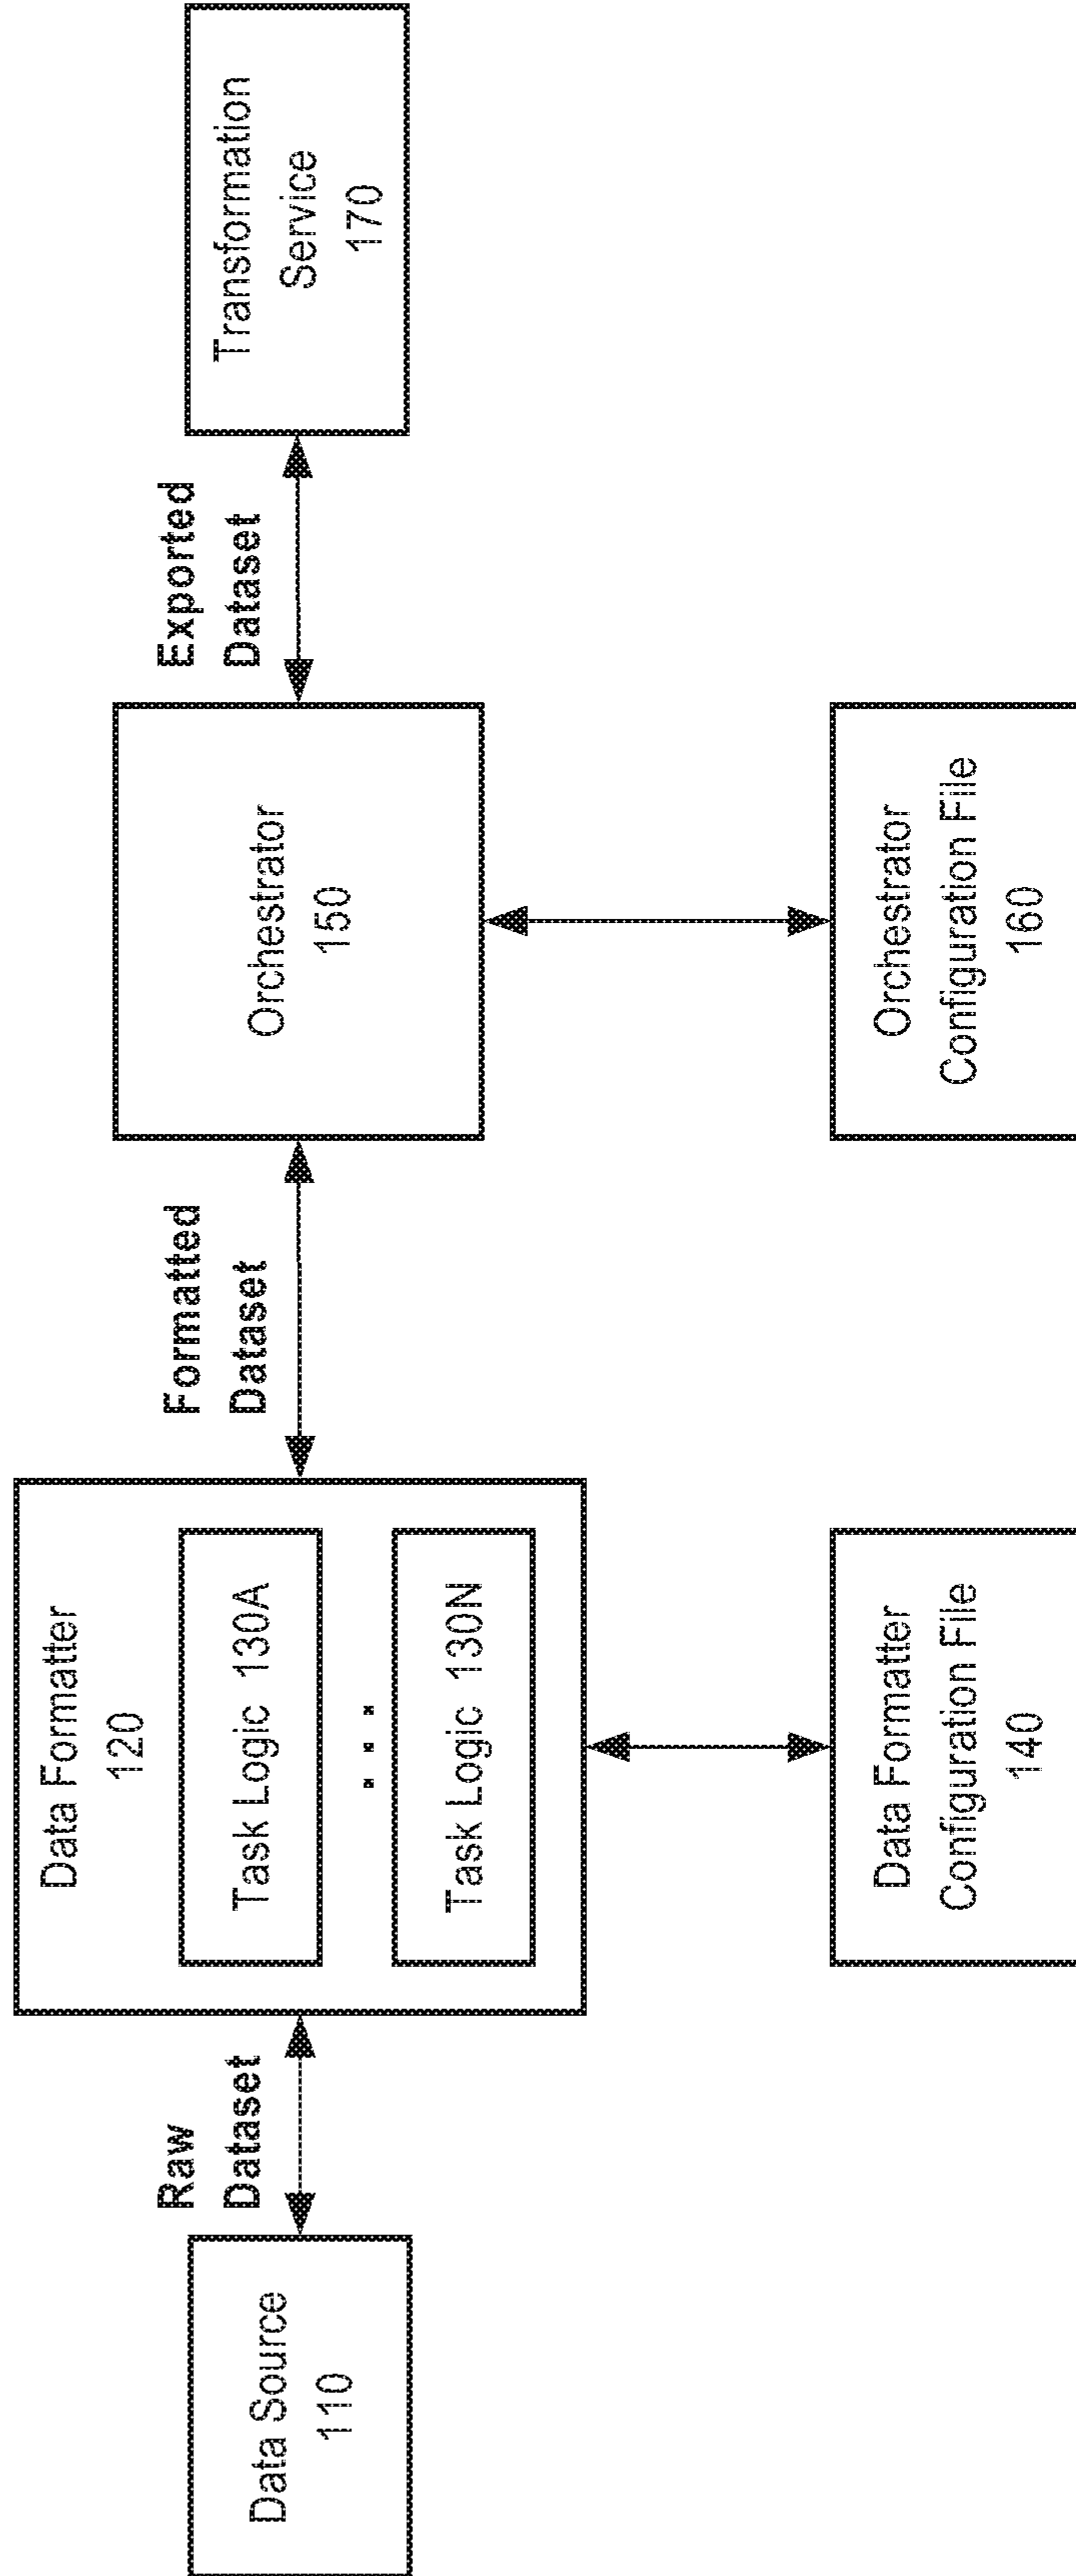 Data Source
110
Raw
Dataset
Data Formatter
120
Task Logic 130A
...
Task Logic 130N
Data Formatter
Configuration File
140
Formatted
Dataset
Orchestrator
150
Orchestrator
Configuration File
160
Exported
Dataset
Transformation
Service
170